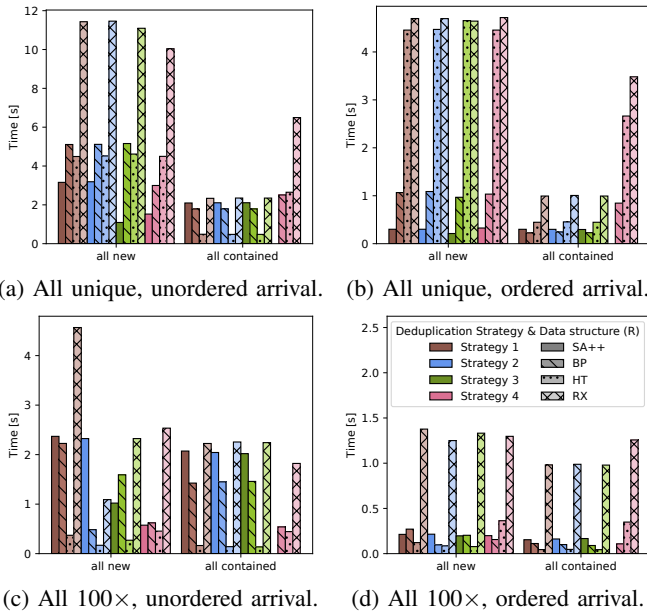 12
10
8
6
4
2
0
Time [s]
all new
all contained
4
3
2
1
0
Time [s]
all new
all contained
(a) All unique, unordered arrival.
(b) All unique, ordered arrival.
4
3
2
1
0
Time [s]
all new
all contained
2.5
2.0
1.5
1.0
0.5
0.0
Time [s]
Deduplication Strategy & Data structure (R)
Strategy 1 SA++
Strategy 2 BP
Strategy 3 HT
Strategy 4 RX
all new
all contained
(c) All 100×, unordered arrival.
(d) All 100×, ordered arrival.